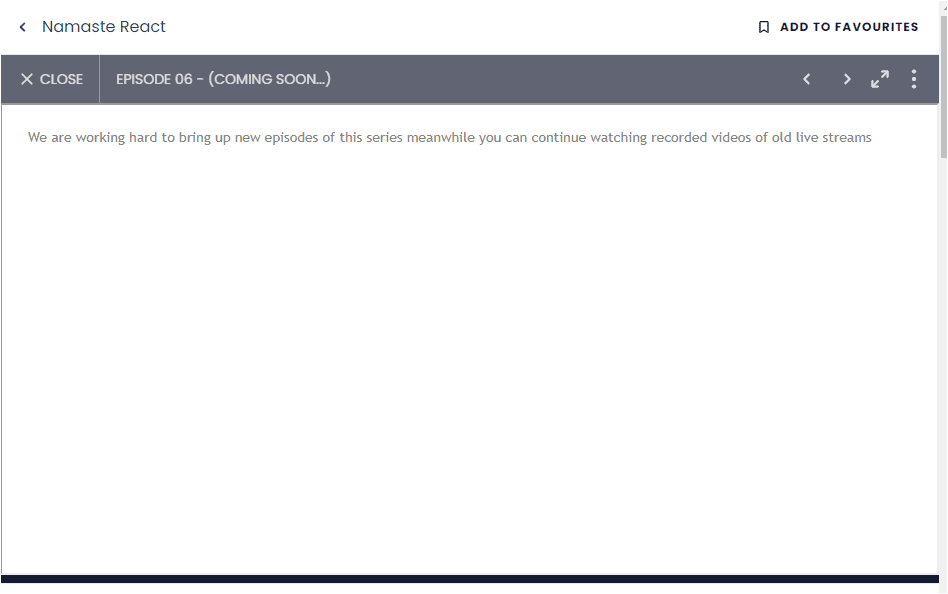 Namaste React
ADD TO FAVOURITES
CLOSE
EPISODE 06 - (COMING SOON...)
We are working hard to bring up new episodes of this series meanwhile you can continue watching recorded videos of old live streams